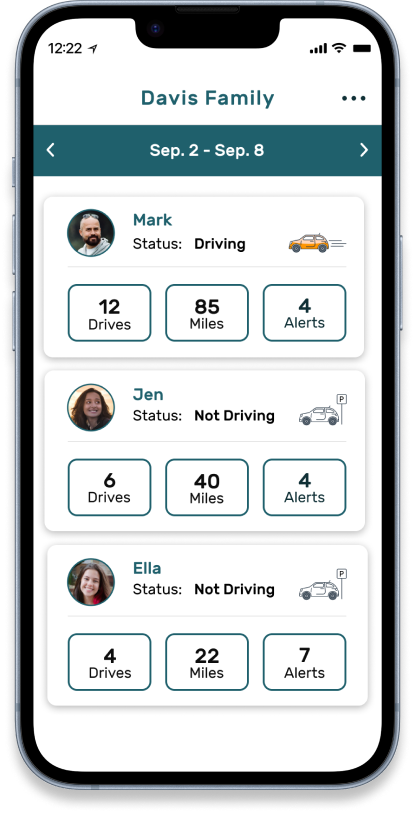 12:22
Davis Family
Sep. 2 - Sep. 8
Mark
Status: Driving
12 85 4
Drives Miles Alerts
Jen
P
Status: Not Driving
6 40 4
Drives Miles Alerts
Ella
P
Status: Not Driving
4 22 7
Drives Miles Alerts